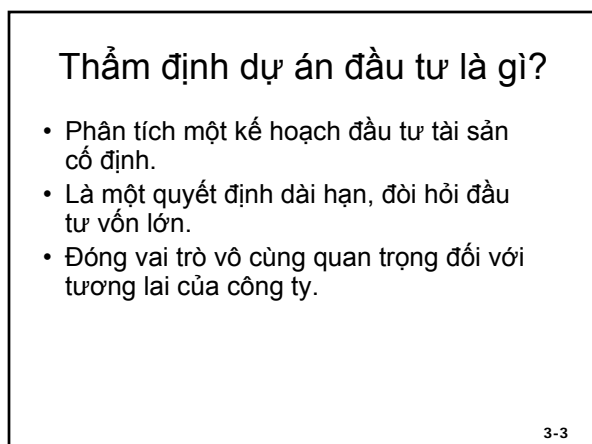 Thẩm định dự án đầu tư là gì?
• Phân tích một kế hoạch đầu tư tài sản
cố định.
• Là một quyết định dài hạn, đòi hỏi đầu
tư vốn lớn.
• Đóng vai trò vô cùng quan trọng đối với
tương lai của công ty.
3-3